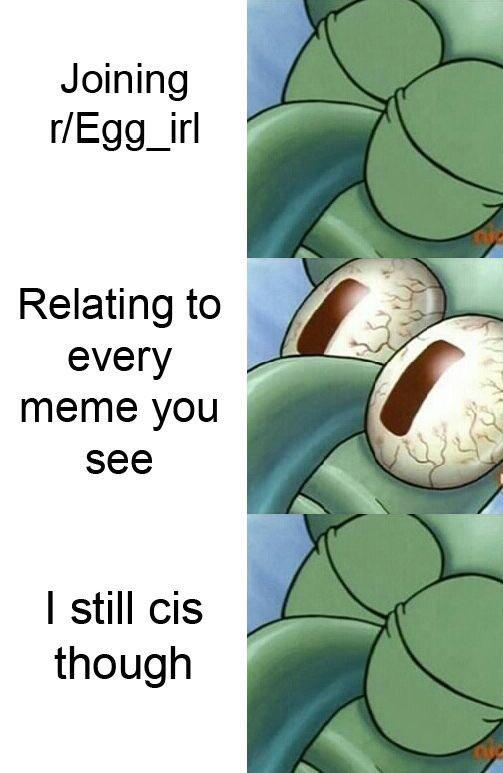 Joining
r/Egg_irl
Relating to
every
meme you
see
I still cis
though